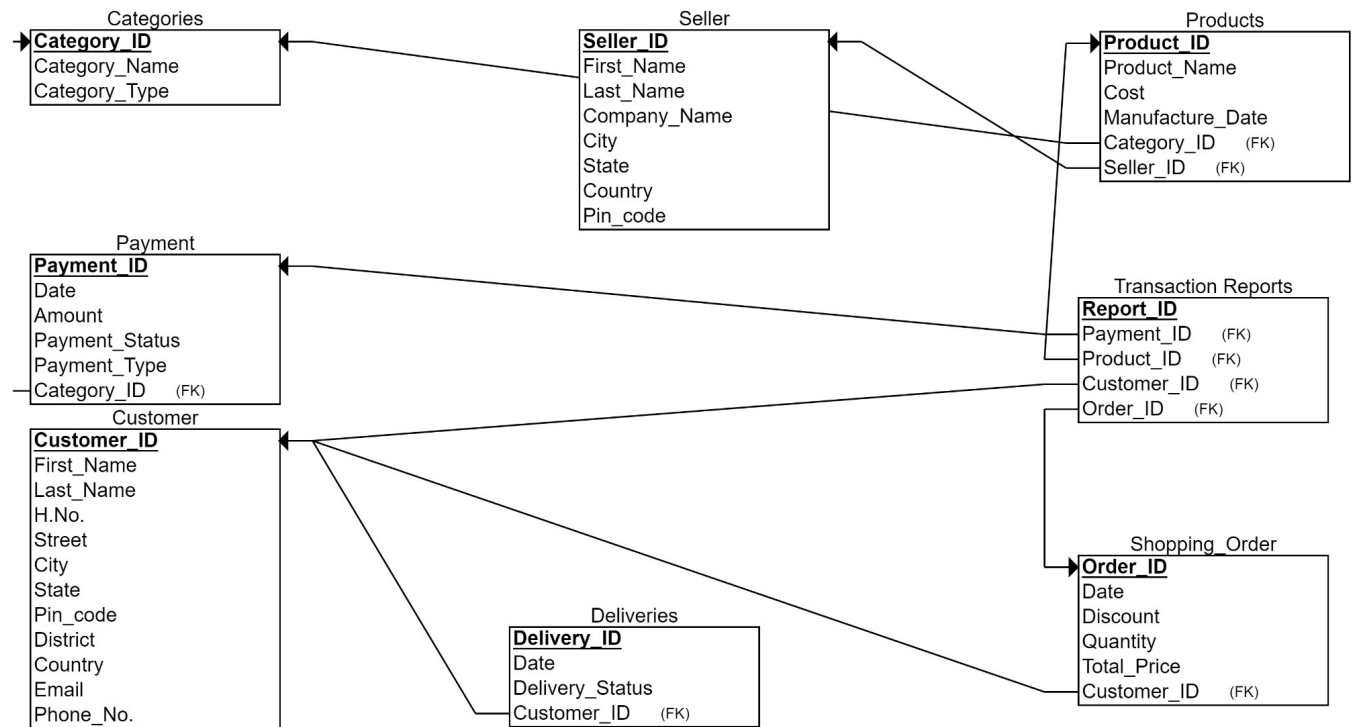 Categories
Category_ID
Category_Name
Category_Type
Seller
Seller_ID
First_Name
Last_Name
Company_Name
City
State
Country
Pin_code
Products
Product_ID
Product_Name
Cost
Manufacture_Date
Category_ID (FK)
Seller_ID (FK)
Payment
Payment_ID
Date
Amount
Payment_Status
Payment_Type
Category_ID (FK)
Transaction Reports
Report_ID
Payment_ID (FK)
Product_ID (FK)
Customer_ID (FK)
Order_ID (FK)
Customer
Customer_ID
First_Name
Last_Name
H.No.
Street
City
State
Pin_code
District
Country
Email
Phone_No.
Deliveries
Delivery_ID
Date
Delivery_Status
Customer_ID (FK)
Shopping_Order
Order_ID
Date
Discount
Quantity
Total_Price
Customer_ID (FK)